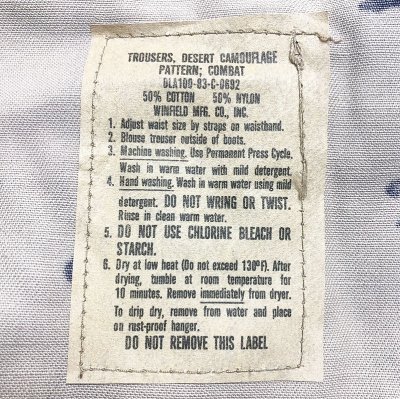 TROUSERS, DESERT CAMOUFLAGE
PATTERN; COMBAT
DLA100-83-C-0692
50% COTTON 50% NYLON
WINFIELD MFG. CO., INC.
1. Adjust waist size by straps on waistband.
2. Blouse trouser outside of boots.
3. Machine washing. Use Permanent Press Cycle.
Wash in warm water with mild detergent.
4. Hand washing. Wash in warm water using mild
detergent. DO NOT WRING OR TWIST.
Rinse in clean warm water.
5. DO NOT USE CHLORINE BLEACH OR
STARCH.
6. Dry at low heat (Do not exceed 130°F). After
drying, tumble at room temperature for
10 minutes. Remove immediately from dryer.
To drip dry, remove from water and place
on rust-proof hanger.
DO NOT REMOVE THIS LABEL